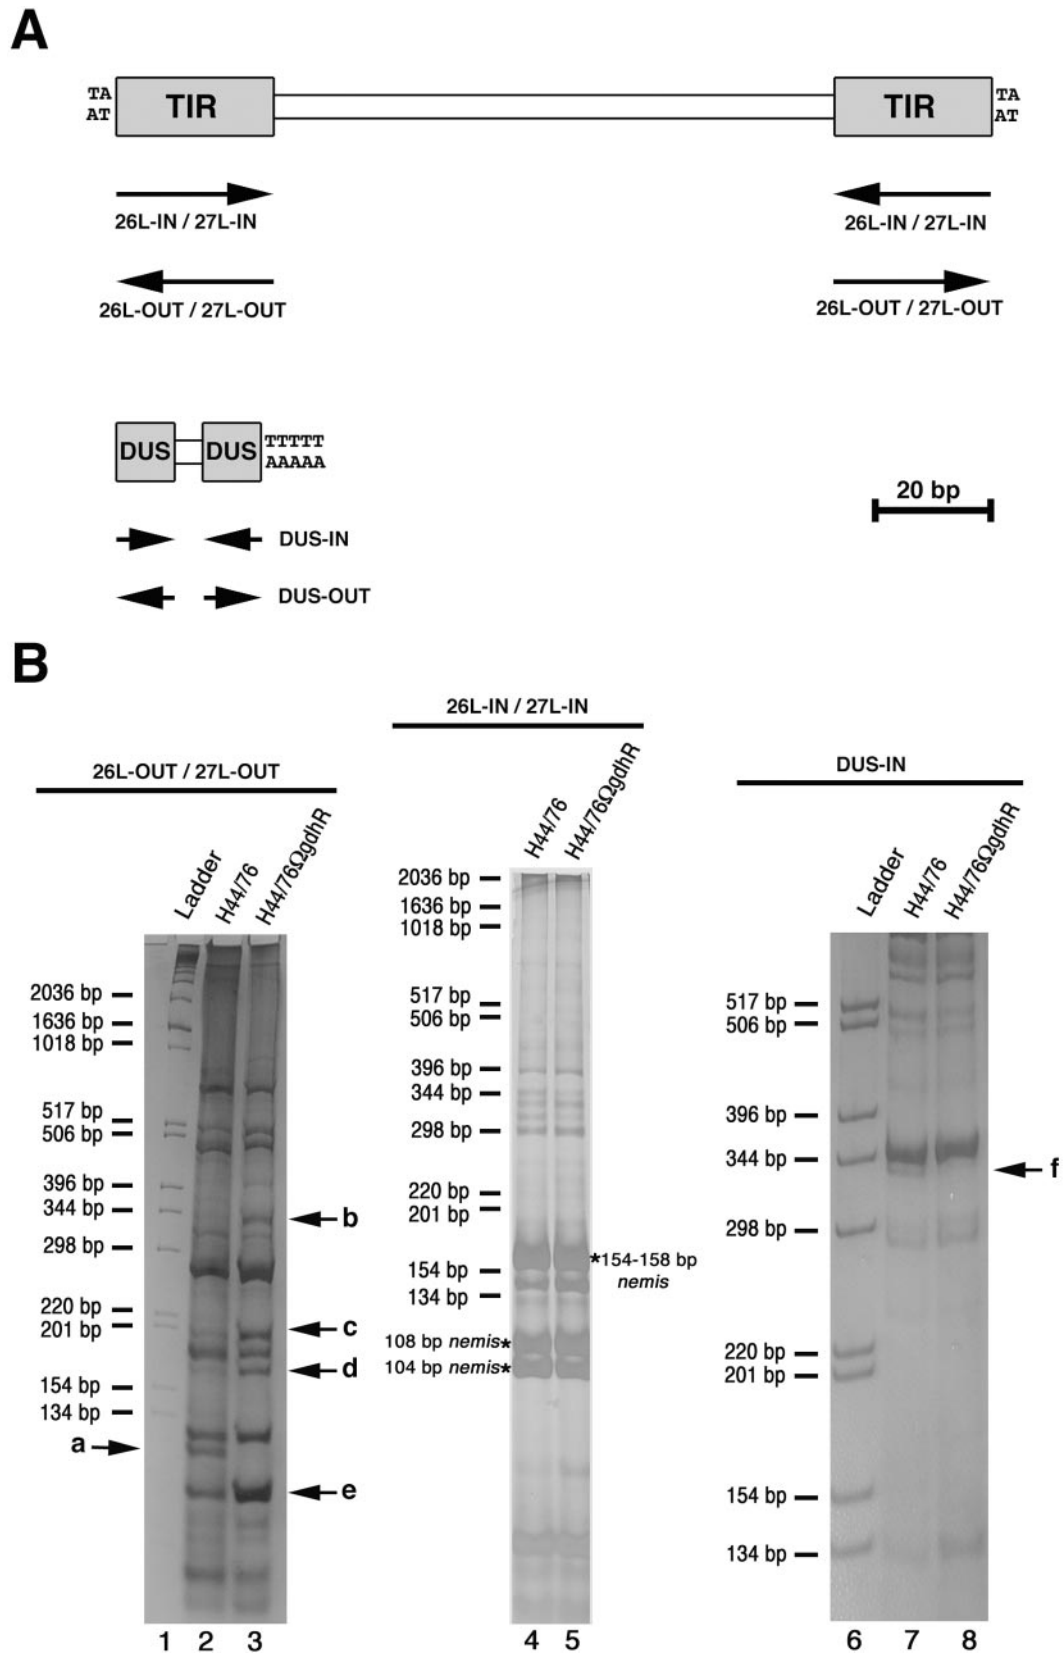 A
TA TIR TIR TA
AT AT
26L-IN / 27L-IN 26L-IN / 27L-IN
26L-OUT / 27L-OUT 26L-OUT / 27L-OUT
DUS DUS TTTTT
AAAAA
20 bp
DUS-IN
DUS-OUT
B
26L-OUT / 27L-OUT
Ladder
H44/76
H44/76ΩgdhR
2036 bp
1636 bp
1018 bp
517 bp
506 bp
396 bp
344 bp
b
298 bp
220 bp
201 bp
c
d
154 bp
134 bp
a
e
1 2 3
26L-IN / 27L-IN
H44/76
H44/76ΩgdhR
2036 bp
1636 bp
1018 bp
517 bp
506 bp
396 bp
344 bp
298 bp
220 bp
201 bp
*154-158 bp
nemis
154 bp
134 bp
108 bp nemis*
104 bp nemis*
4 5
DUS-IN
Ladder
H44/76
H44/76ΩgdhR
517 bp
506 bp
396 bp
344 bp
f
298 bp
220 bp
201 bp
154 bp
134 bp
6 7 8